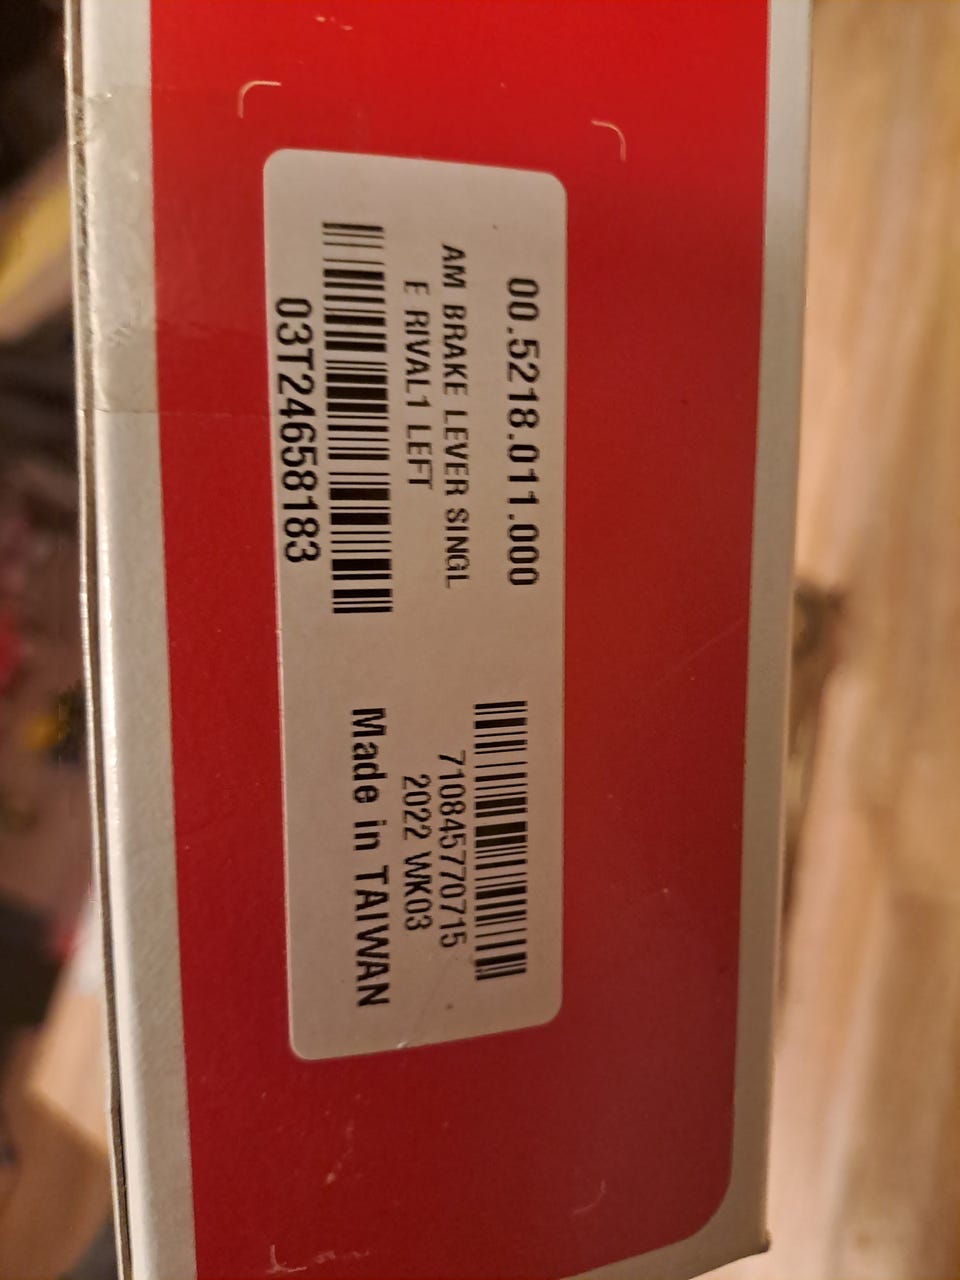 00.5218.011.000
AM BRAKE LEVER SINGL
E RIVAL1 LEFT
03T24658183
710845770715
2022 WK03
Made in TAIWAN